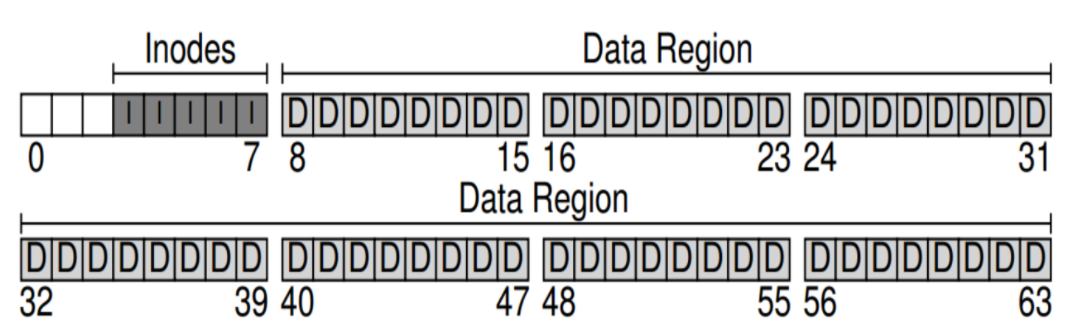 Inodes Data Region
I I I I I D D D D D D D D D D D D D D D D D D D D D D D D
0 7 8 15 16 23 24 31
Data Region
D D D D D D D D D D D D D D D D D D D D D D D D D D D D D D D D
32 39 40 47 48 55 56 63